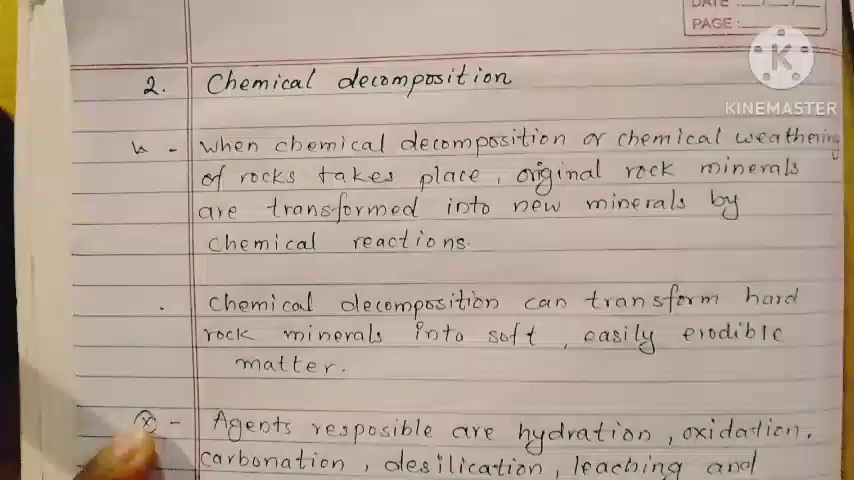 DATE: / /
PAGE:
K
KINEMASTER
2. Chemical decomposition
- When chemical decomposition or chemical weathering
of rocks takes place, original rock minerals
are transformed into new minerals by
chemical reactions.
. Chemical decomposition can transform hard
rock minerals into soft, easily erodible
matter.
(x) - Agents resposible are hydration, oxidation,
carbonation, desilication, leaching and